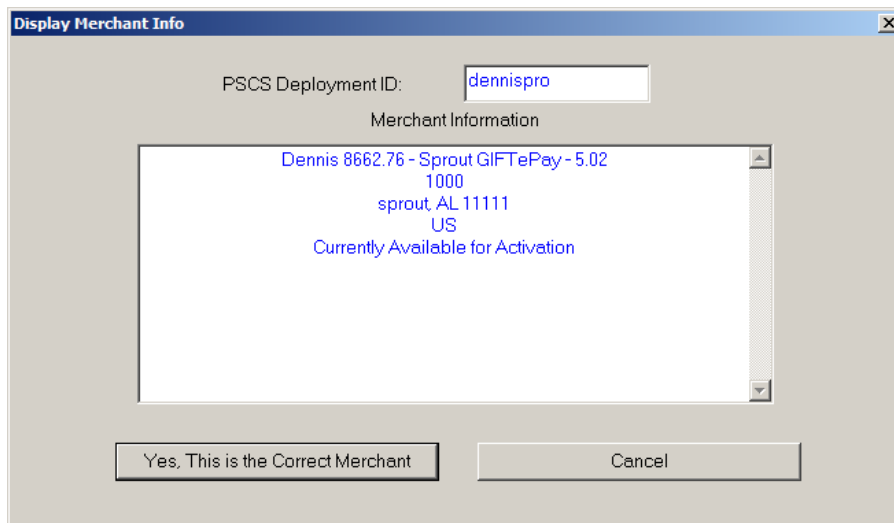 Display Merchant Info
PSCS Deployment ID: dennispro
Merchant Information
Dennis 8662.76 - Sprout GIFTePay - 5.02
1000
sprout, AL 11111
US
Currently Available for Activation
Yes, This is the Correct Merchant Cancel